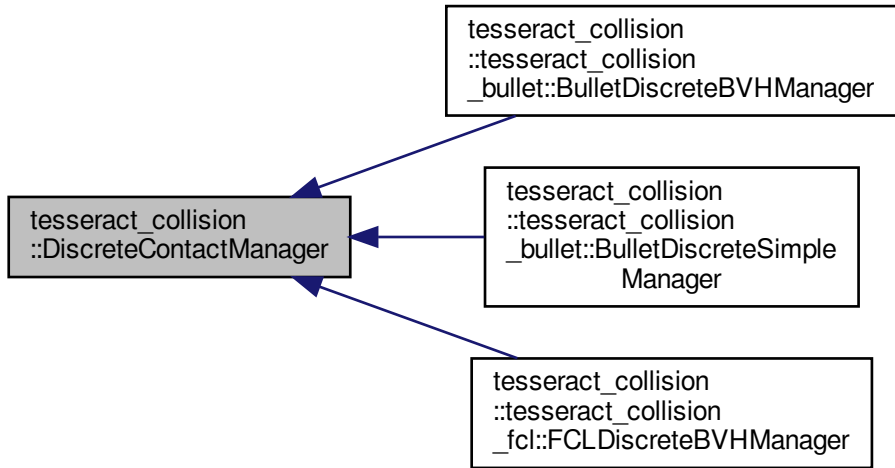 tesseract_collision
::tesseract_collision
_bullet::BulletDiscreteBVHManager
tesseract_collision
::DiscreteContactManager
tesseract_collision
::tesseract_collision
_bullet::BulletDiscreteSimple
Manager
tesseract_collision
::tesseract_collision
_fcl::FCLDiscreteBVHManager